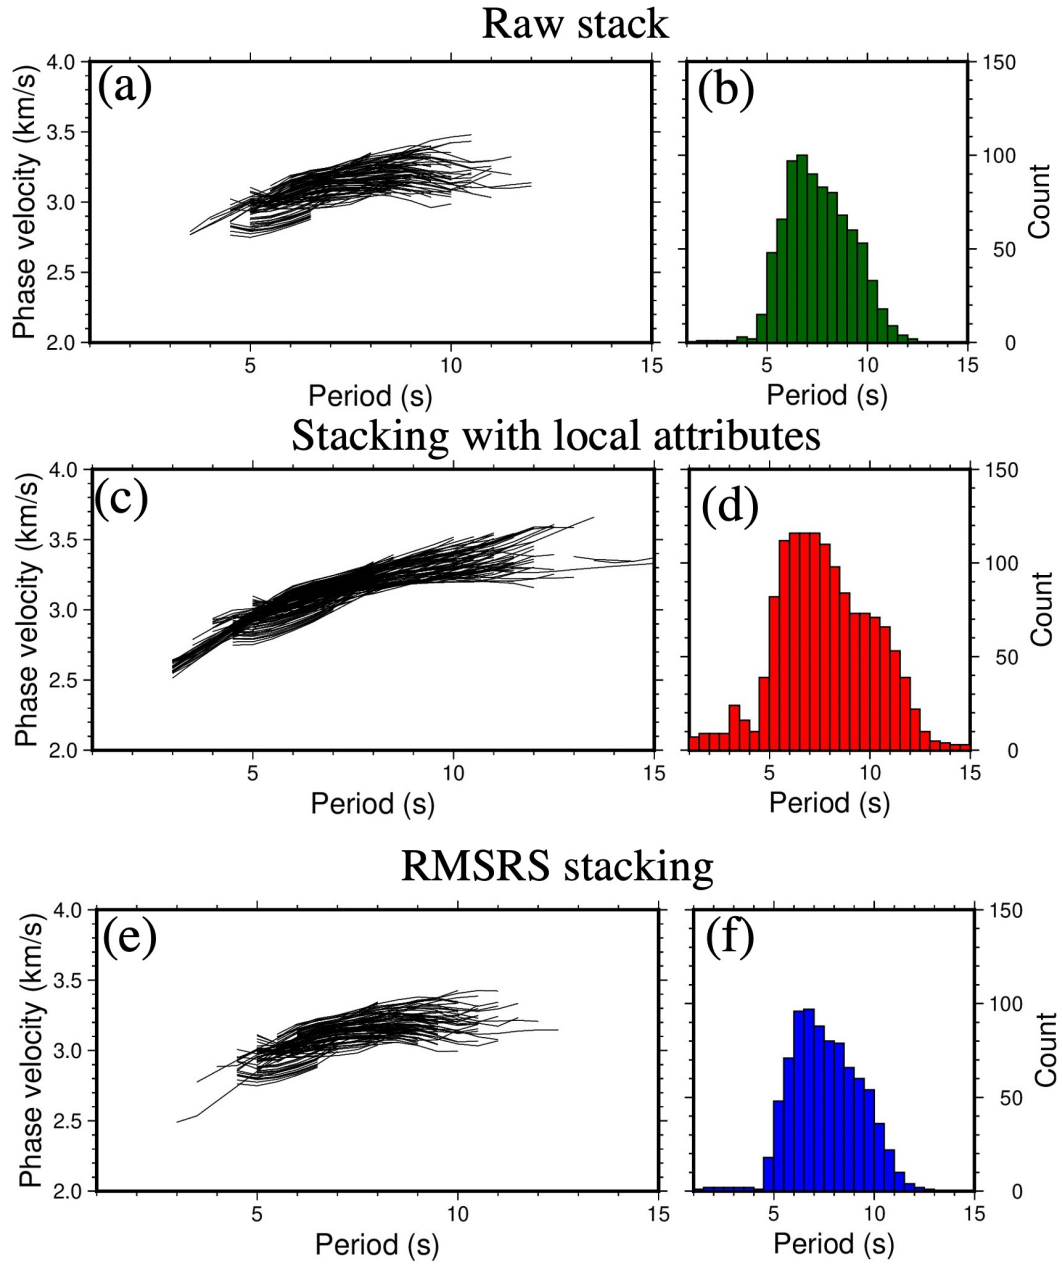 Raw stack
(a)
(b)
4.0
3.5
3.0
2.5
2.0
Phase velocity (km/s)
5
10
15
Period (s)
150
100
50
0
Count
5
10
15
Period (s)
Stacking with local attributes
(c)
(d)
4.0
3.5
3.0
2.5
2.0
Phase velocity (km/s)
5
10
15
Period (s)
150
100
50
0
Count
5
10
15
Period (s)
RMSRS stacking
(e)
(f)
4.0
3.5
3.0
2.5
2.0
Phase velocity (km/s)
5
10
15
Period (s)
150
100
50
0
Count
5
10
15
Period (s)